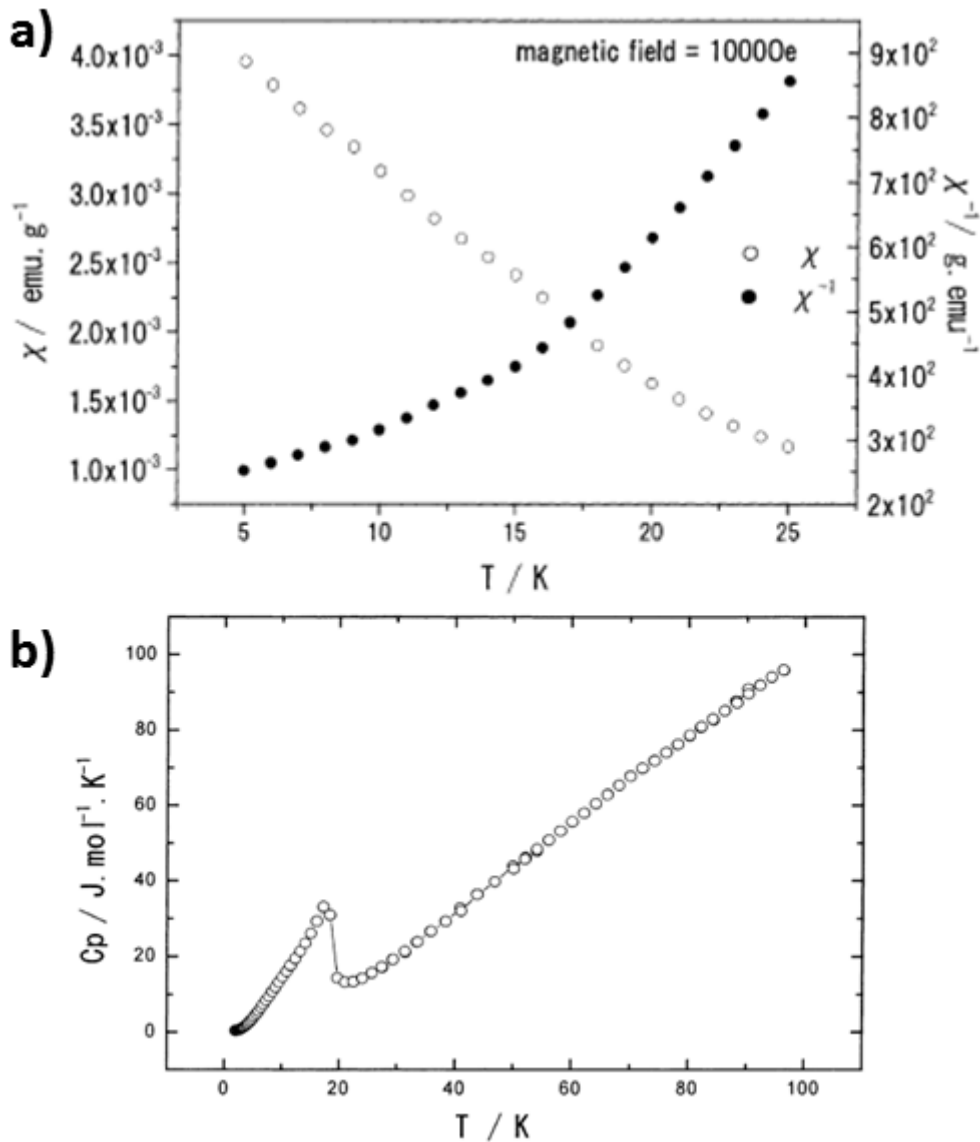 a)
magnetic field = 10000Oe
4.0x10⁻³
3.5x10⁻³
3.0x10⁻³
2.5x10⁻³
2.0x10⁻³
1.5x10⁻³
1.0x10⁻³
χ / emu.g⁻¹
9x10²
8x10²
7x10²
6x10²
5x10²
4x10²
3x10²
2x10²
χ⁻¹/ g.emu⁻¹
χ
χ⁻¹
5 10 15 20 25
T / K
b)
100
80
60
40
20
0
Cp / J.mol⁻¹.K⁻¹
0 20 40 60 80 100
T / K